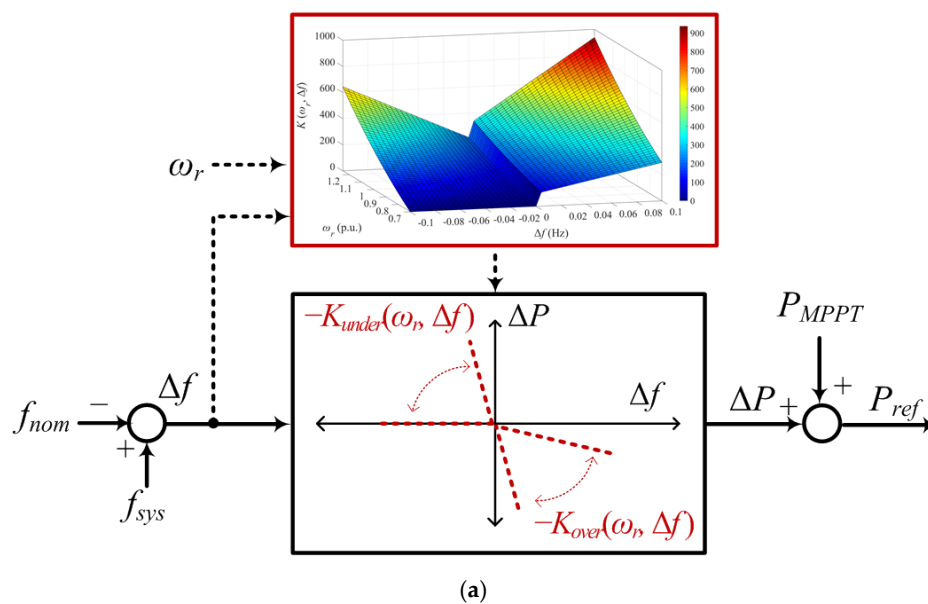 1000
800
600
400
200
0
K (ωr, Δf)
1.2
1.1
1
0.9
0.8
0.7
ωr (p.u.)
-0.1 -0.08 -0.06 -0.04 -0.02 0 0.02 0.04 0.06 0.08 0.1
Δf (Hz)
900
800
700
600
500
400
300
200
100
0
ωr
−Kunder(ωr, Δf)
ΔP
Δf
−Kover(ωr, Δf)
fnom
−
+
fsys
Δf
PMPPT
+
ΔP +
Pref
(a)